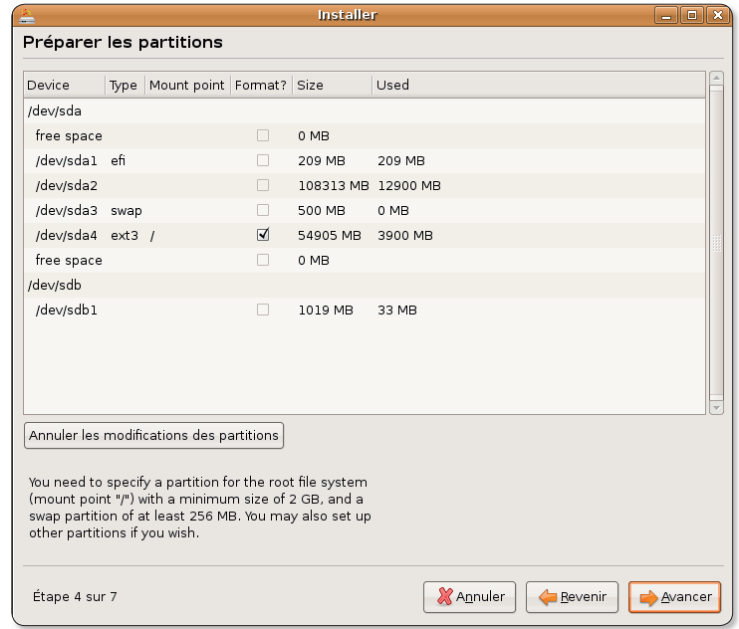 Installer
Préparer les partitions
Device Type Mount point Format? Size Used
/dev/sda
free space 0 MB
/dev/sda1 efi 209 MB 209 MB
/dev/sda2 108313 MB 12900 MB
/dev/sda3 swap 500 MB 0 MB
/dev/sda4 ext3 / 54905 MB 3900 MB
free space 0 MB
/dev/sdb
/dev/sdb1 1019 MB 33 MB
Annuler les modifications des partitions
You need to specify a partition for the root file system
(mount point "/") with a minimum size of 2 GB, and a
swap partition of at least 256 MB. You may also set up
other partitions if you wish.
Étape 4 sur 7
Annuler Revenir Avancer